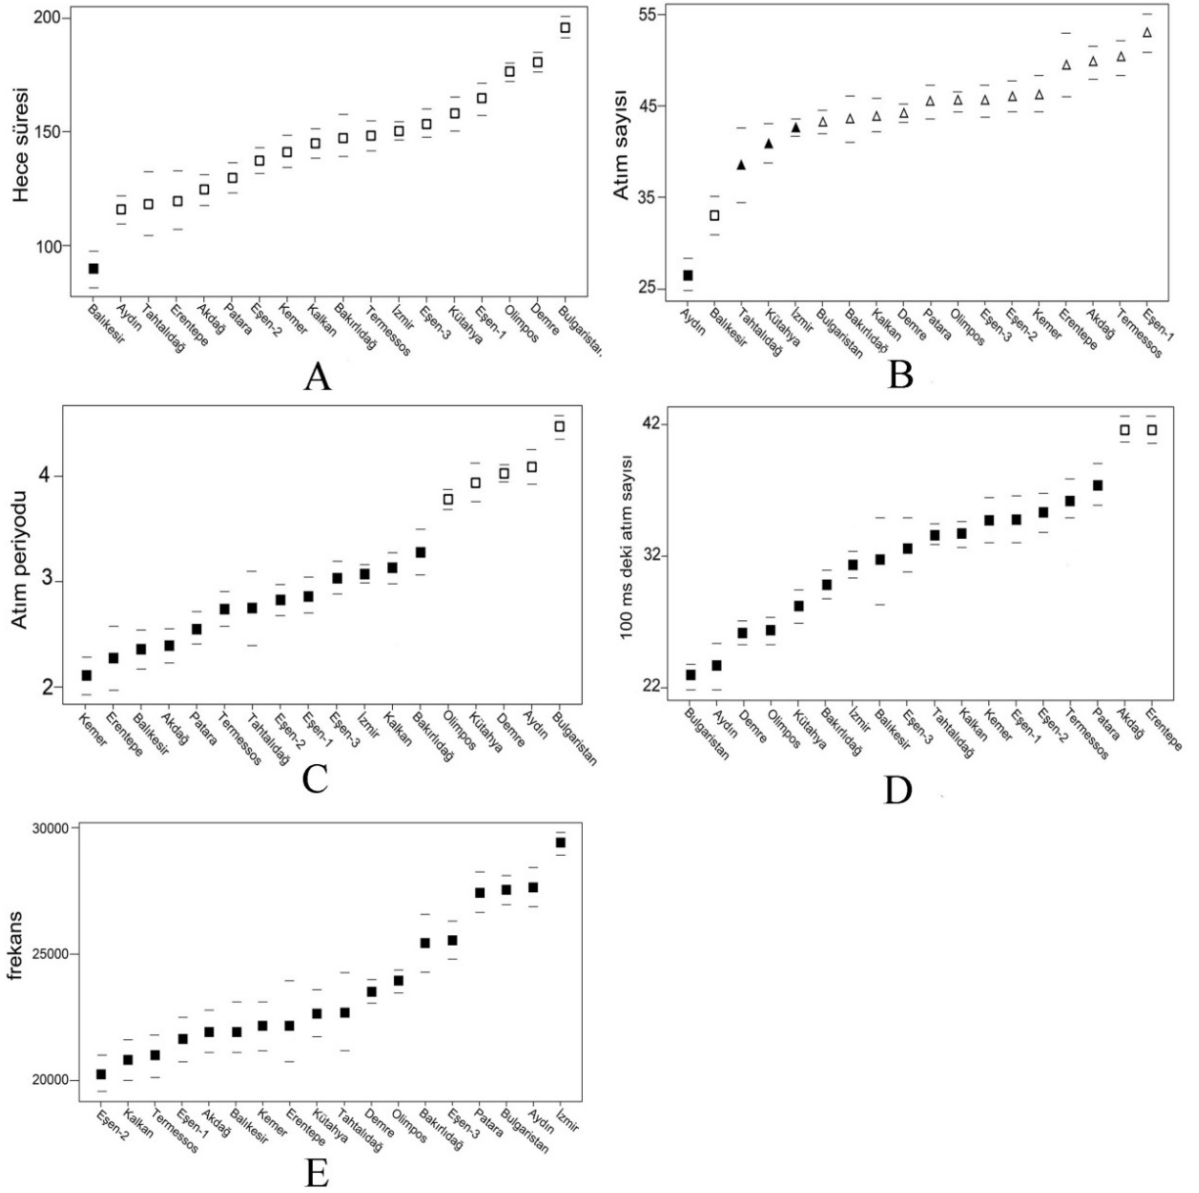 Hece süresi
200
150
100
Balıkesir
Aydın
Tahtalıdağ
Erentepe
Akdağ
Patara
Eşen-2
Kemer
Kalkan
Bakırlıdağ
Termessos
İzmir
Eşen-3
Kütahya
Eşen-1
Olimpos
Demre
Bulgaristan
A
Atım sayısı
55
45
35
25
Aydın
Balıkesir
Tahtalıdağ
Kütahya
İzmir
Bulgaristan
Bakırlıdağ
Kalkan
Demre
Patara
Olimpos
Eşen-3
Eşen-2
Kemer
Erentepe
Akdağ
Termessos
Eşen-1
B
Atım periyodu
4
3
2
Kemer
Erentepe
Balıkesir
Akdağ
Patara
Termessos
Tahtalıdağ
Eşen-2
Eşen-1
Eşen-3
İzmir
Kalkan
Bakırlıdağ
Olimpos
Kütahya
Demre
Aydın
Bulgaristan
C
100 ms deki atım sayısı
42
32
22
Bulgaristan
Aydın
Demre
Olimpos
Kütahya
Bakırlıdağ
İzmir
Balıkesir
Eşen-3
Tahtalıdağ
Kalkan
Kemer
Eşen-1
Eşen-2
Termessos
Patara
Akdağ
Erentepe
D
frekans
30000
25000
20000
Eşen-2
Kalkan
Termessos
Eşen-1
Akdağ
Balıkesir
Kemer
Erentepe
Kütahya
Tahtalıdağ
Demre
Olimpos
Bakırlıdağ
Eşen-3
Patara
Bulgaristan
Aydın
İzmir
E